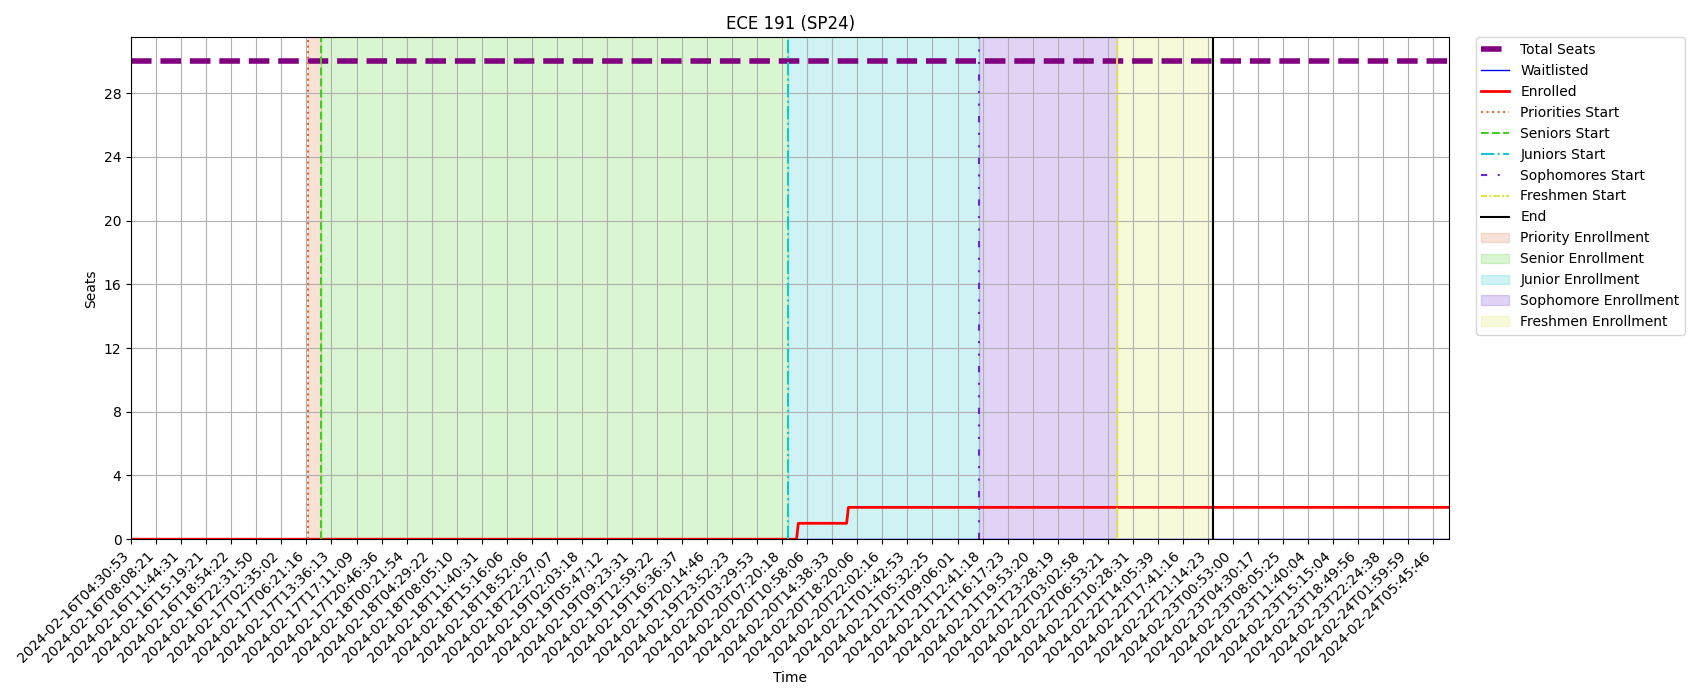 ECE 191 (SP24)
Seats
28
24
20
16
12
8
4
0
2024-02-16T04:30:53
2024-02-16T08:08:21
2024-02-16T11:44:31
2024-02-16T15:19:21
2024-02-16T18:54:22
2024-02-16T22:31:50
2024-02-17T02:35:02
2024-02-17T06:21:16
2024-02-17T13:36:13
2024-02-17T17:11:09
2024-02-17T20:46:36
2024-02-18T00:21:54
2024-02-18T04:29:22
2024-02-18T08:05:10
2024-02-18T11:40:31
2024-02-18T15:16:06
2024-02-18T18:52:06
2024-02-18T22:27:07
2024-02-19T02:03:18
2024-02-19T05:47:12
2024-02-19T09:23:31
2024-02-19T12:59:22
2024-02-19T16:36:37
2024-02-19T20:14:46
2024-02-19T23:52:23
2024-02-20T03:29:53
2024-02-20T07:20:18
2024-02-20T10:58:06
2024-02-20T14:38:33
2024-02-20T18:20:06
2024-02-20T22:02:16
2024-02-21T01:42:53
2024-02-21T05:32:25
2024-02-21T09:06:01
2024-02-21T12:41:18
2024-02-21T16:17:23
2024-02-21T19:53:20
2024-02-21T23:28:19
2024-02-22T03:02:58
2024-02-22T06:53:21
2024-02-22T10:28:31
2024-02-22T14:05:39
2024-02-22T17:41:16
2024-02-22T21:14:23
2024-02-23T00:53:00
2024-02-23T04:30:17
2024-02-23T08:05:25
2024-02-23T11:40:04
2024-02-23T15:15:04
2024-02-23T18:49:56
2024-02-23T22:24:38
2024-02-24T01:59:59
2024-02-24T05:45:46
Time
Total Seats
Waitlisted
Enrolled
Priorities Start
Seniors Start
Juniors Start
Sophomores Start
Freshmen Start
End
Priority Enrollment
Senior Enrollment
Junior Enrollment
Sophomore Enrollment
Freshmen Enrollment